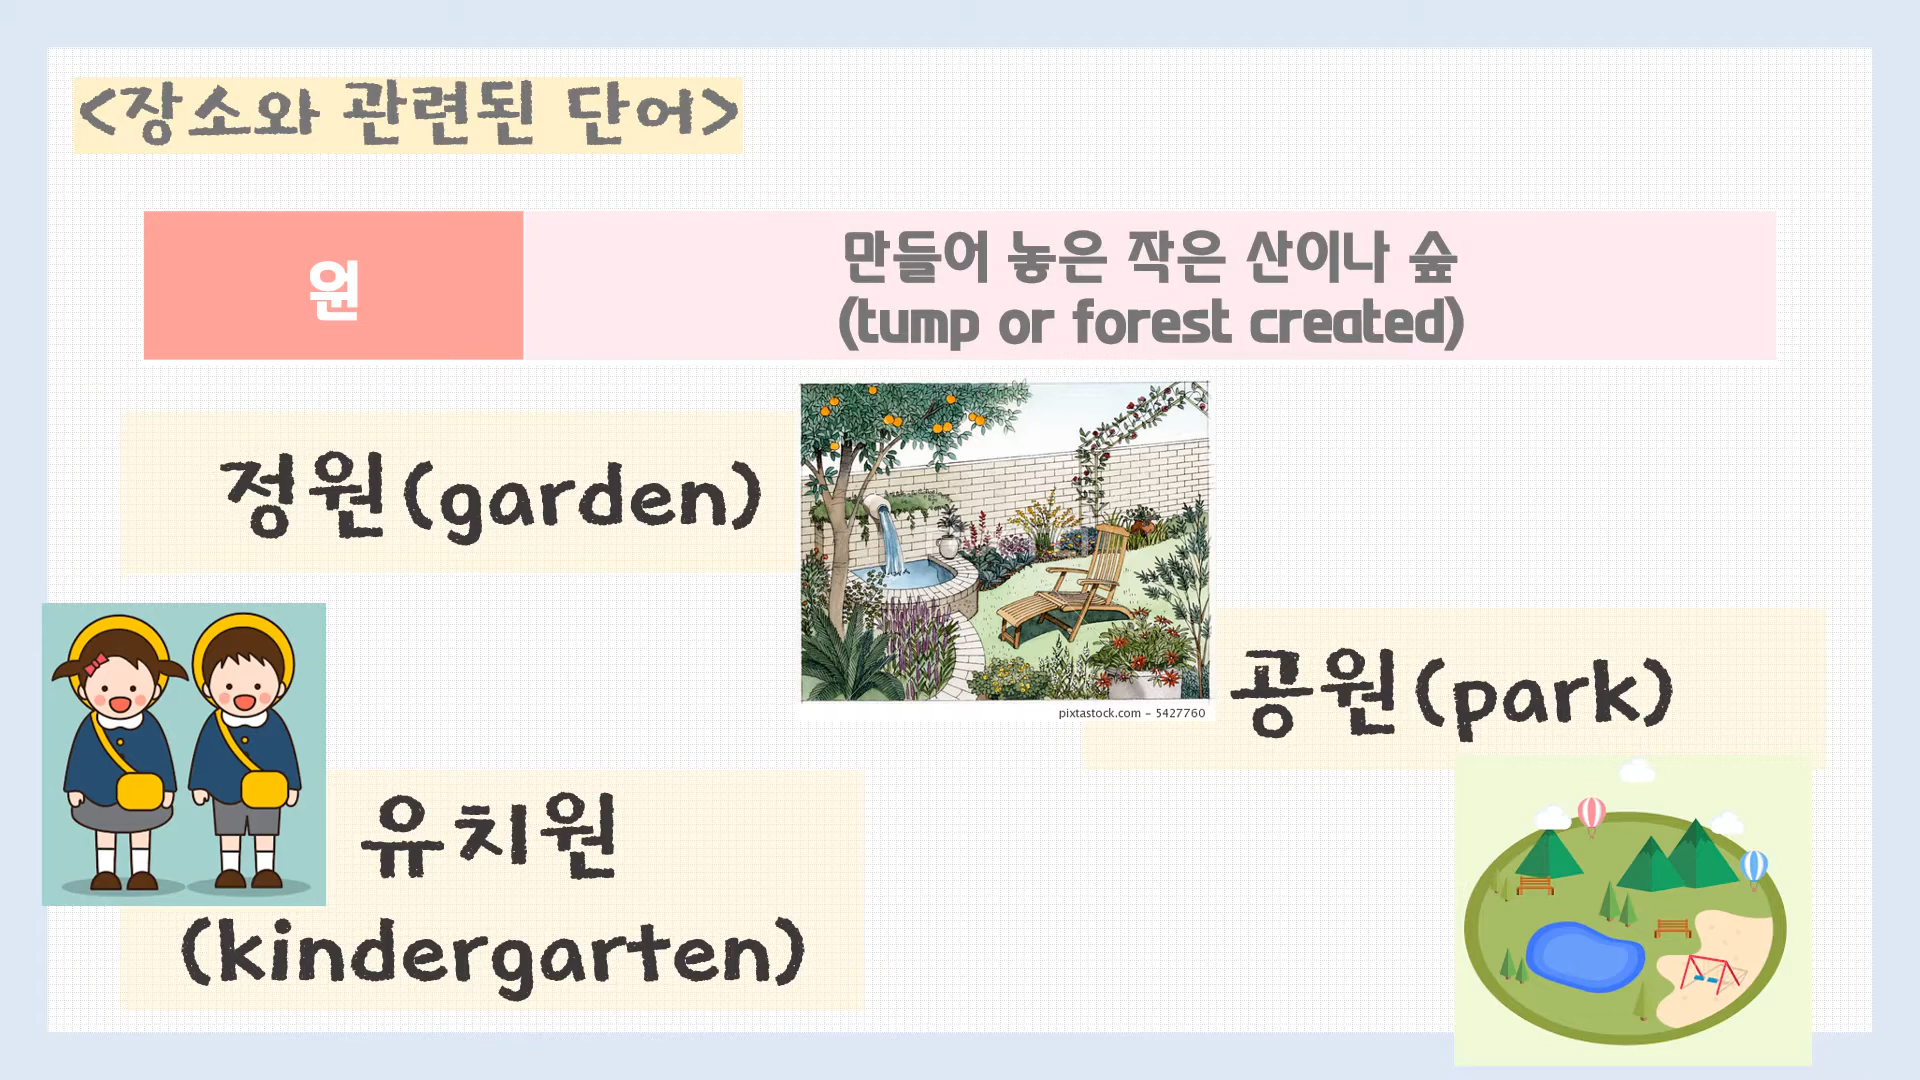 <장소와 관련된 단어>
원
만들어 놓은 작은 산이나 숲
(tump or forest created)
정원(garden)
pixtastock.com - 5427760
공원(park)
유치원
(kindergarten)